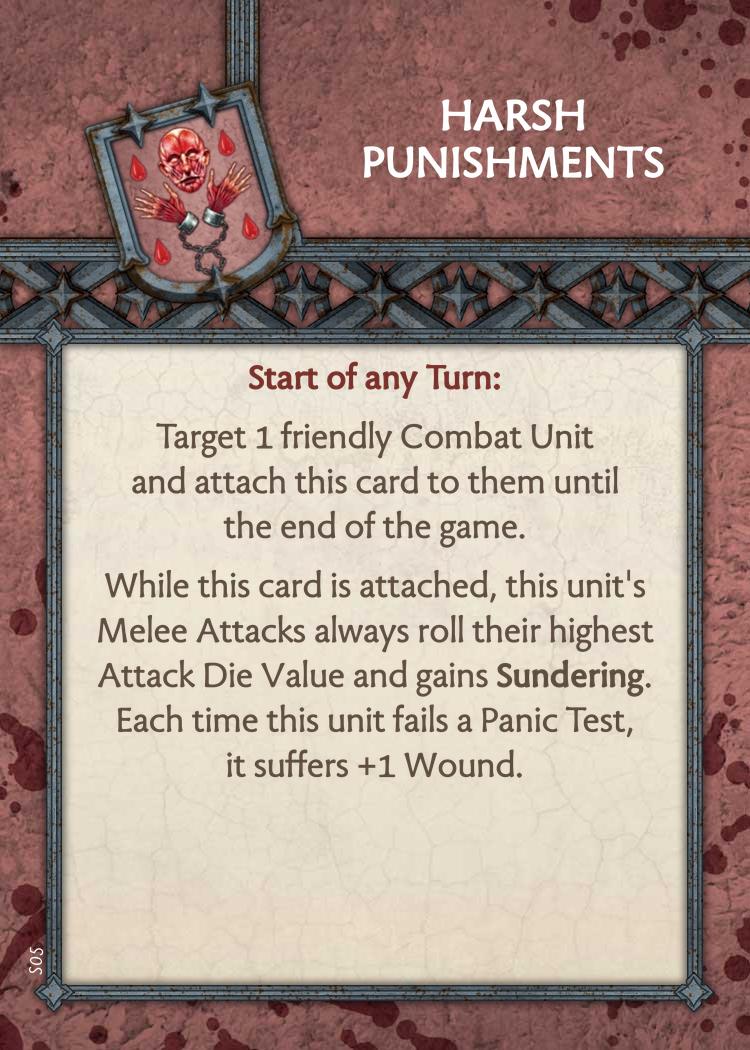 HARSH
PUNISHMENTS
Start of any Turn:
Target 1 friendly Combat Unit
and attach this card to them until
the end of the game.
While this card is attached, this unit's
Melee Attacks always roll their highest
Attack Die Value and gains Sundering.
Each time this unit fails a Panic Test,
it suffers +1 Wound.
S05